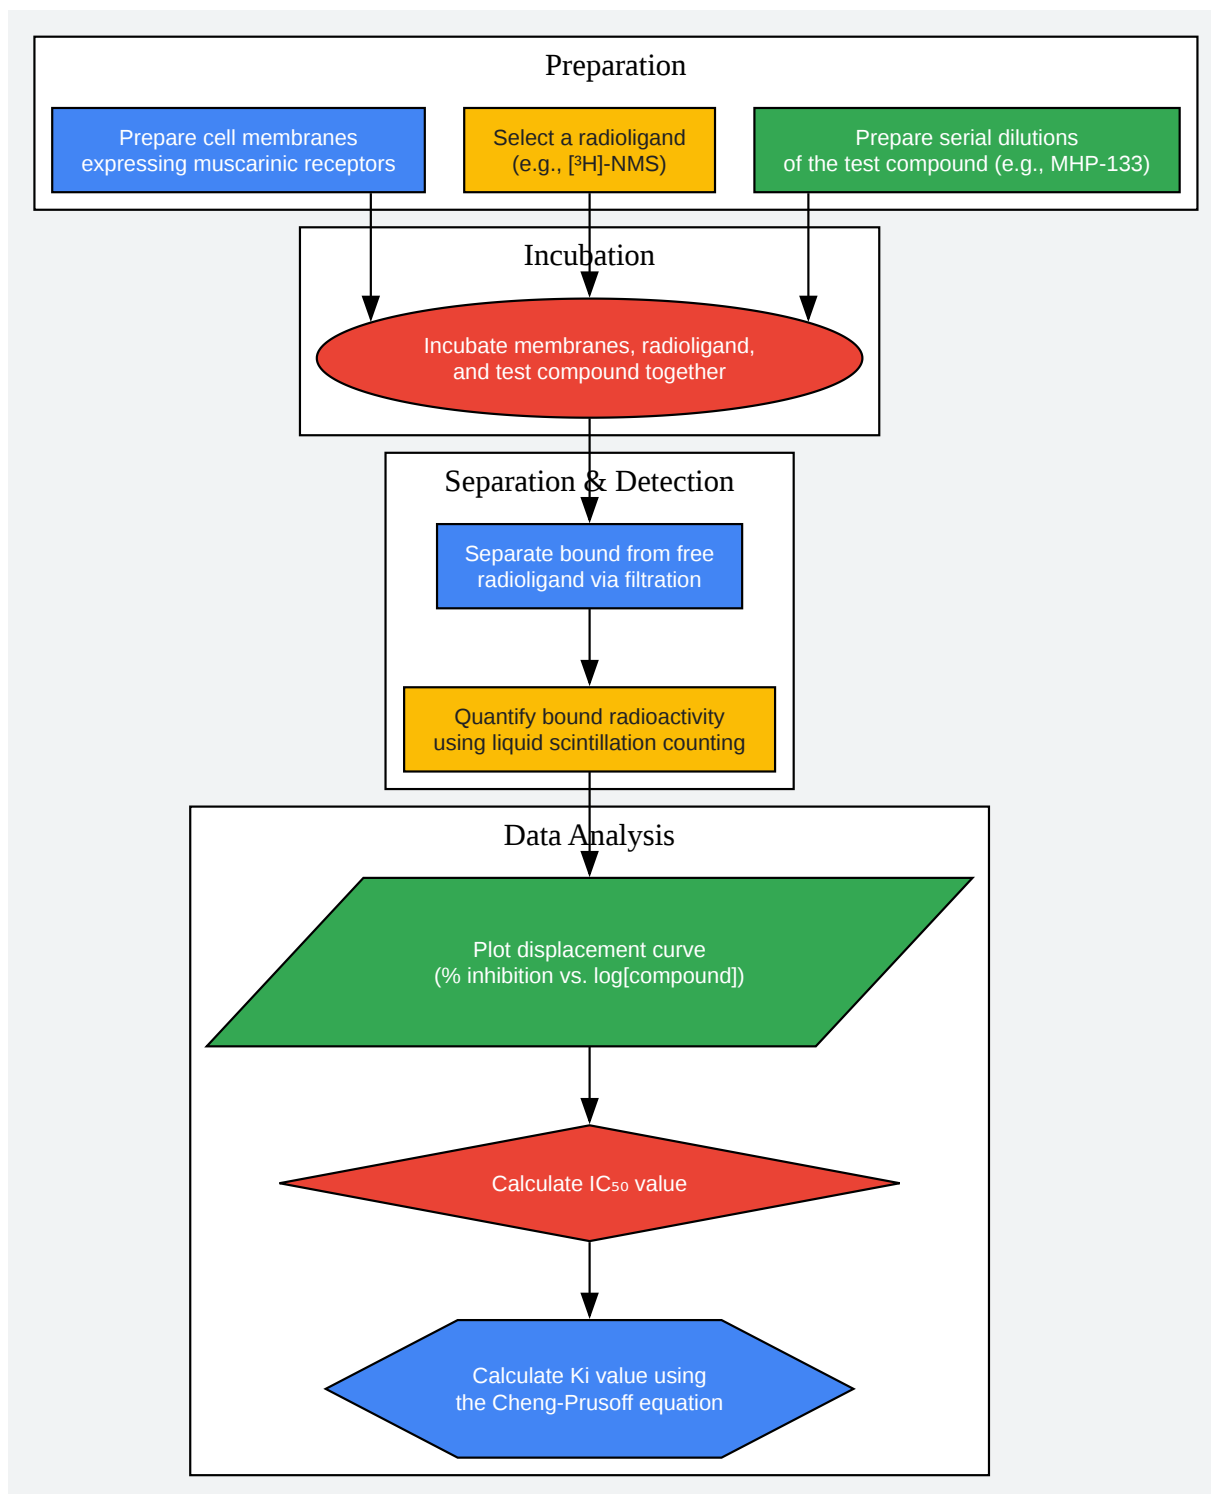 Preparation
Prepare cell membranes
expressing muscarinic receptors
Select a radioligand
(e.g., [³H]-NMS)
Prepare serial dilutions
of the test compound (e.g., MHP-133)
Incubation
Incubate membranes, radioligand,
and test compound together
Separation & Detection
Separate bound from free
radioligand via filtration
Quantify bound radioactivity
using liquid scintillation counting
Data Analysis
Plot displacement curve
(% inhibition vs. log[compound])
Calculate IC₅₀ value
Calculate Ki value using
the Cheng-Prusoff equation